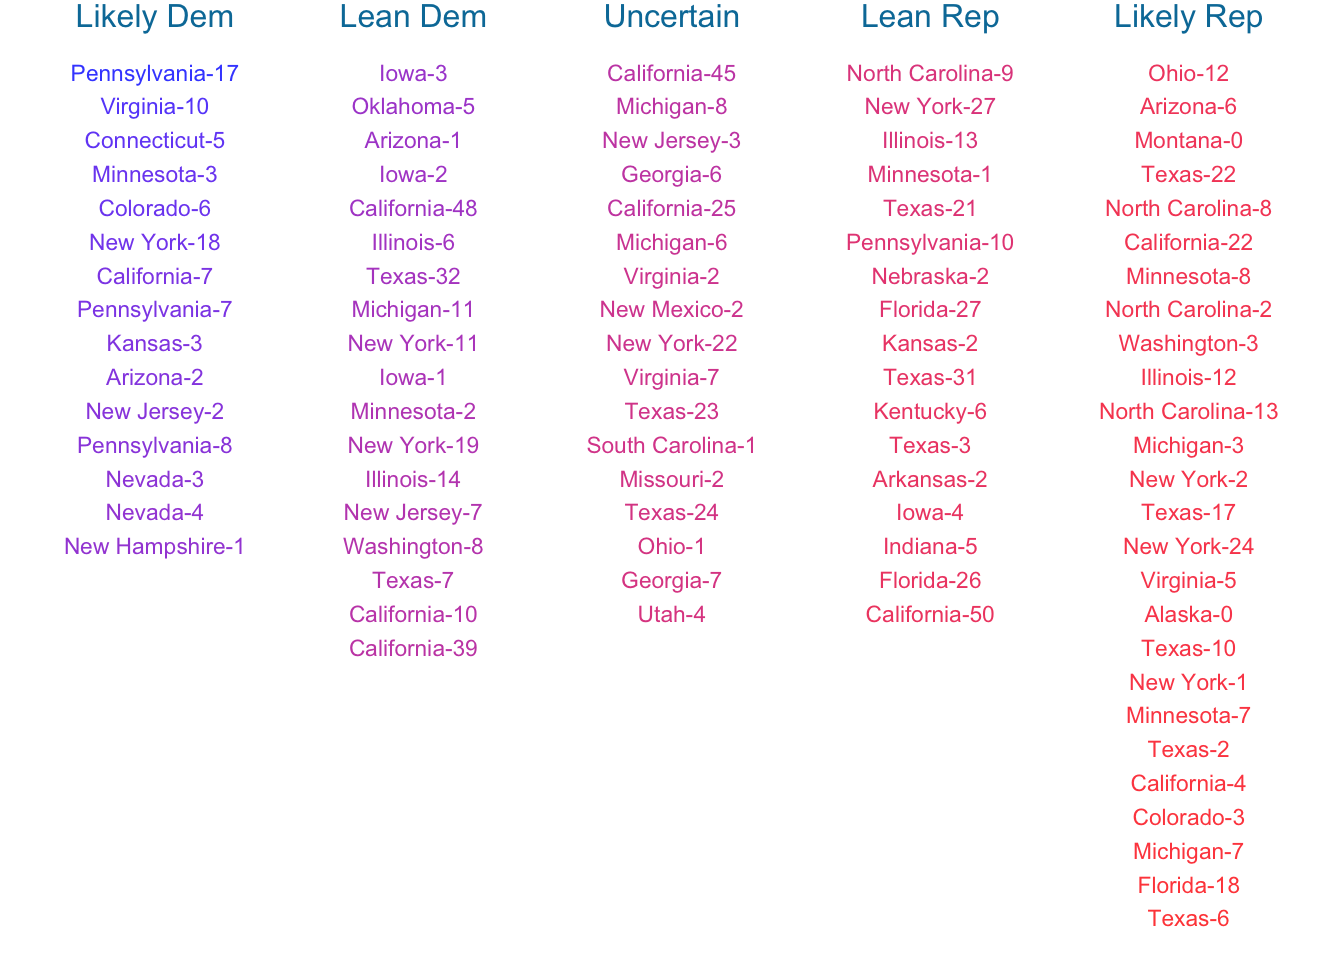 Likely Dem Lean Dem Uncertain Lean Rep Likely Rep
Pennsylvania-17 Iowa-3 California-45 North Carolina-9 Ohio-12
Virginia-10 Oklahoma-5 Michigan-8 New York-27 Arizona-6
Connecticut-5 Arizona-1 New Jersey-3 Illinois-13 Montana-0
Minnesota-3 Iowa-2 Georgia-6 Minnesota-1 Texas-22
Colorado-6 California-48 California-25 Texas-21 North Carolina-8
New York-18 Illinois-6 Michigan-6 Pennsylvania-10 California-22
California-7 Texas-32 Virginia-2 Nebraska-2 Minnesota-8
Pennsylvania-7 Michigan-11 New Mexico-2 Florida-27 North Carolina-2
Kansas-3 New York-11 New York-22 Kansas-2 Washington-3
Arizona-2 Iowa-1 Virginia-7 Texas-31 Illinois-12
New Jersey-2 Minnesota-2 Texas-23 Kentucky-6 North Carolina-13
Pennsylvania-8 New York-19 South Carolina-1 Texas-3 Michigan-3
Nevada-3 Illinois-14 Missouri-2 Arkansas-2 New York-2
Nevada-4 New Jersey-7 Texas-24 Iowa-4 Texas-17
New Hampshire-1 Washington-8 Ohio-1 Indiana-5 New York-24
Texas-7 Georgia-7 Florida-26 Virginia-5
California-10 Utah-4 California-50 Alaska-0
California-39 Texas-10
New York-1
Minnesota-7
Texas-2
California-4
Colorado-3
Michigan-7
Florida-18
Texas-6